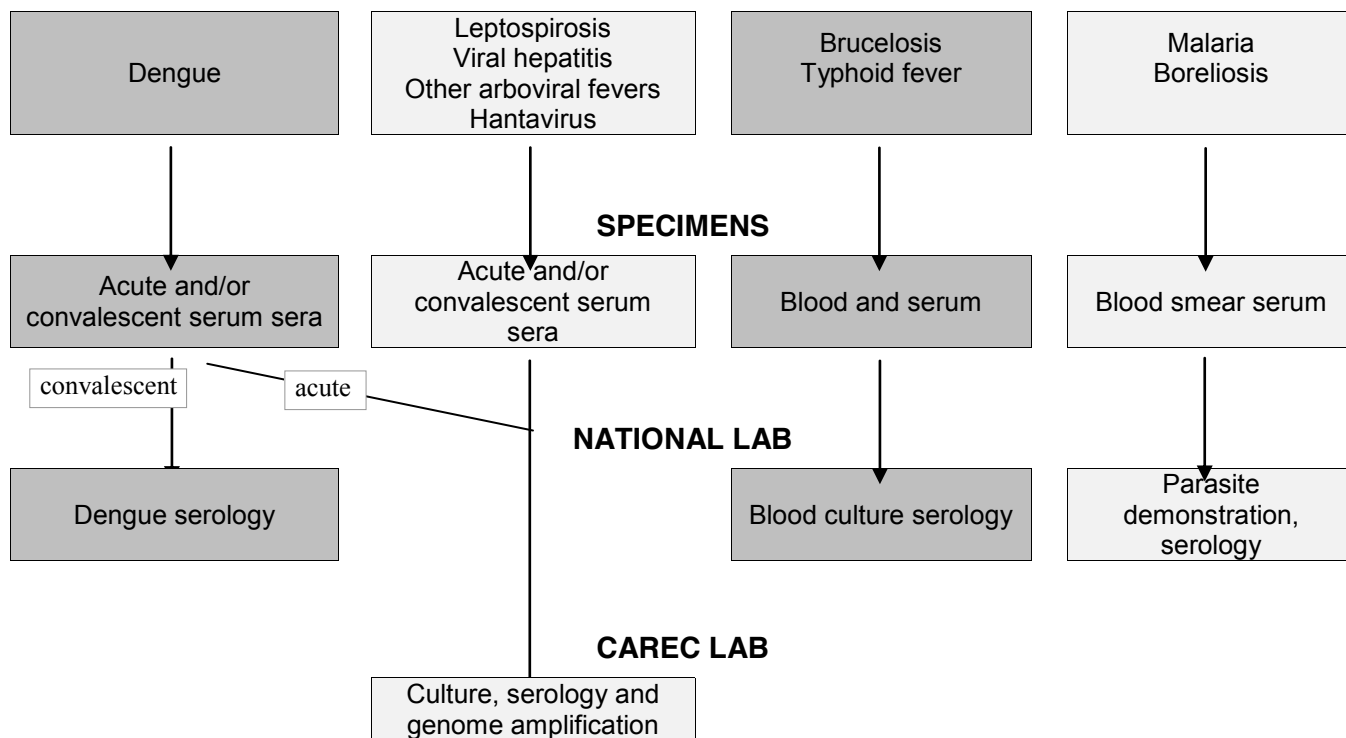 Dengue
Leptospirosis
Viral hepatitis
Other arboviral fevers
Hantavirus
Brucelosis
Typhoid fever
Malaria
Boreliosis
SPECIMENS
Acute and/or
convalescent serum sera
Acute and/or
convalescent serum
sera
Blood and serum
Blood smear serum
convalescent
acute
NATIONAL LAB
Dengue serology
Blood culture serology
Parasite
demonstration,
serology
CAREC LAB
Culture, serology and
genome amplification